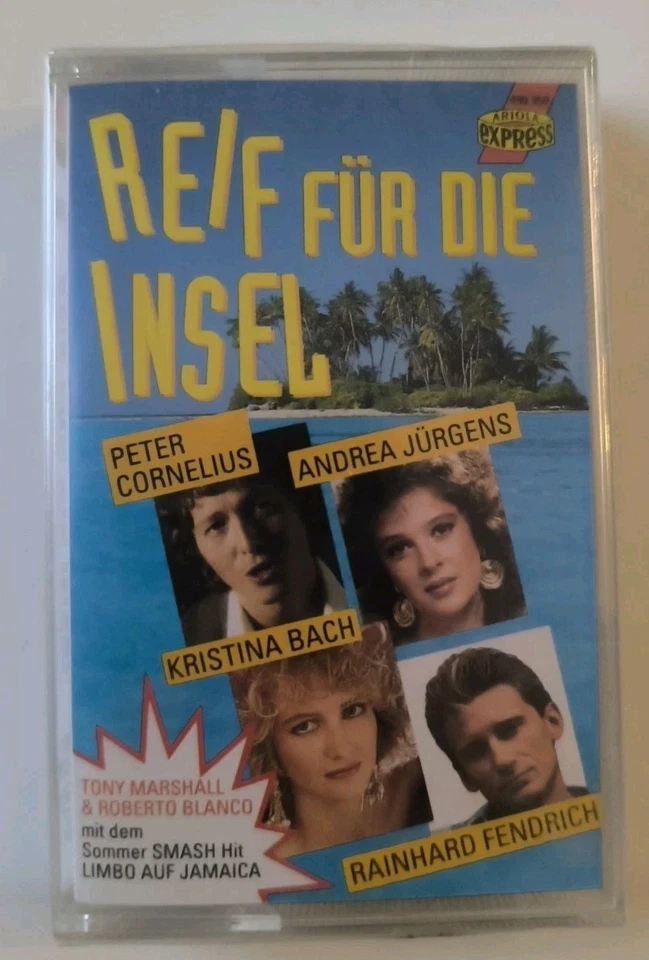 ARIOLA
EXPRESS
REIF FÜR DIE
INSEL
PETER
CORNELIUS
ANDREA JÜRGENS
KRISTINA BACH
RAINHARD FENDRICH
TONY MARSHALL
& ROBERTO BLANCO
mit dem
Sommer SMASH Hit
LIMBO AUF JAMAICA